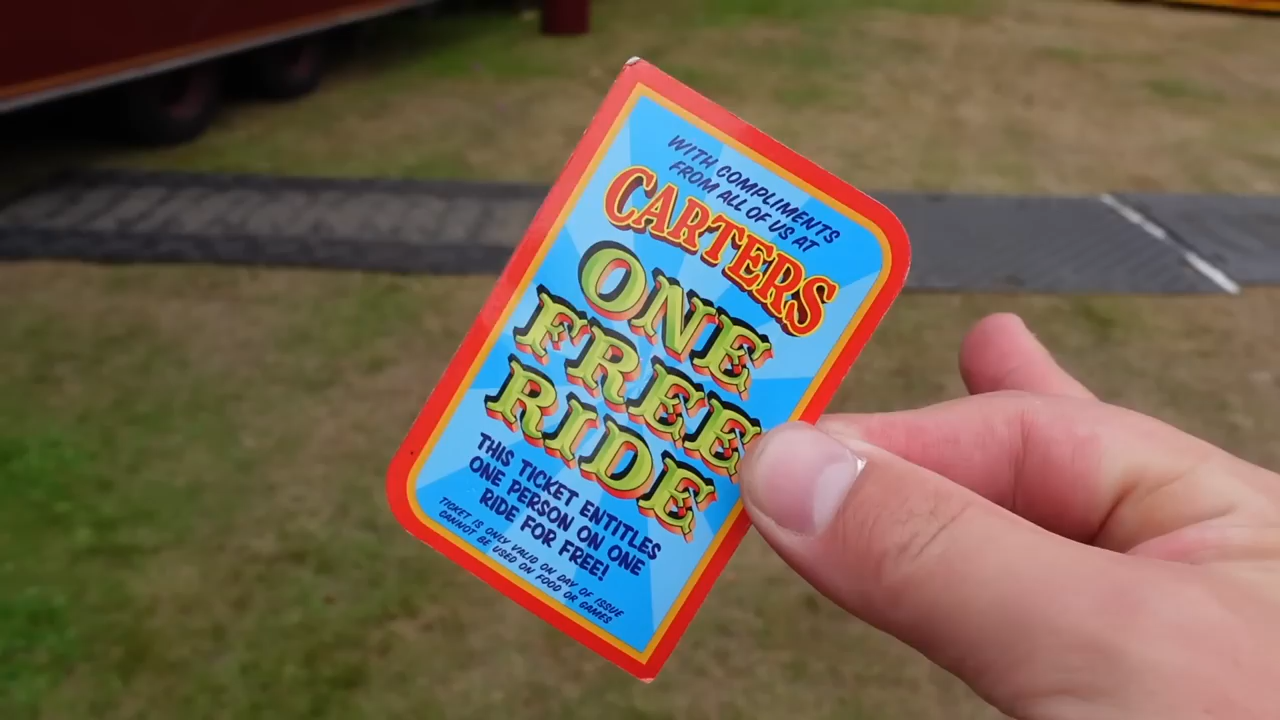 WITH COMPLIMENTS
FROM ALL OF US AT
CARTERS
ONE
FREE
RIDE
THIS TICKET ENTITLES
ONE PERSON ON ONE
RIDE FOR FREE!
TICKET IS ONLY VALID ON DAY OF ISSUE
CANNOT BE USED ON FOOD OR GAMES